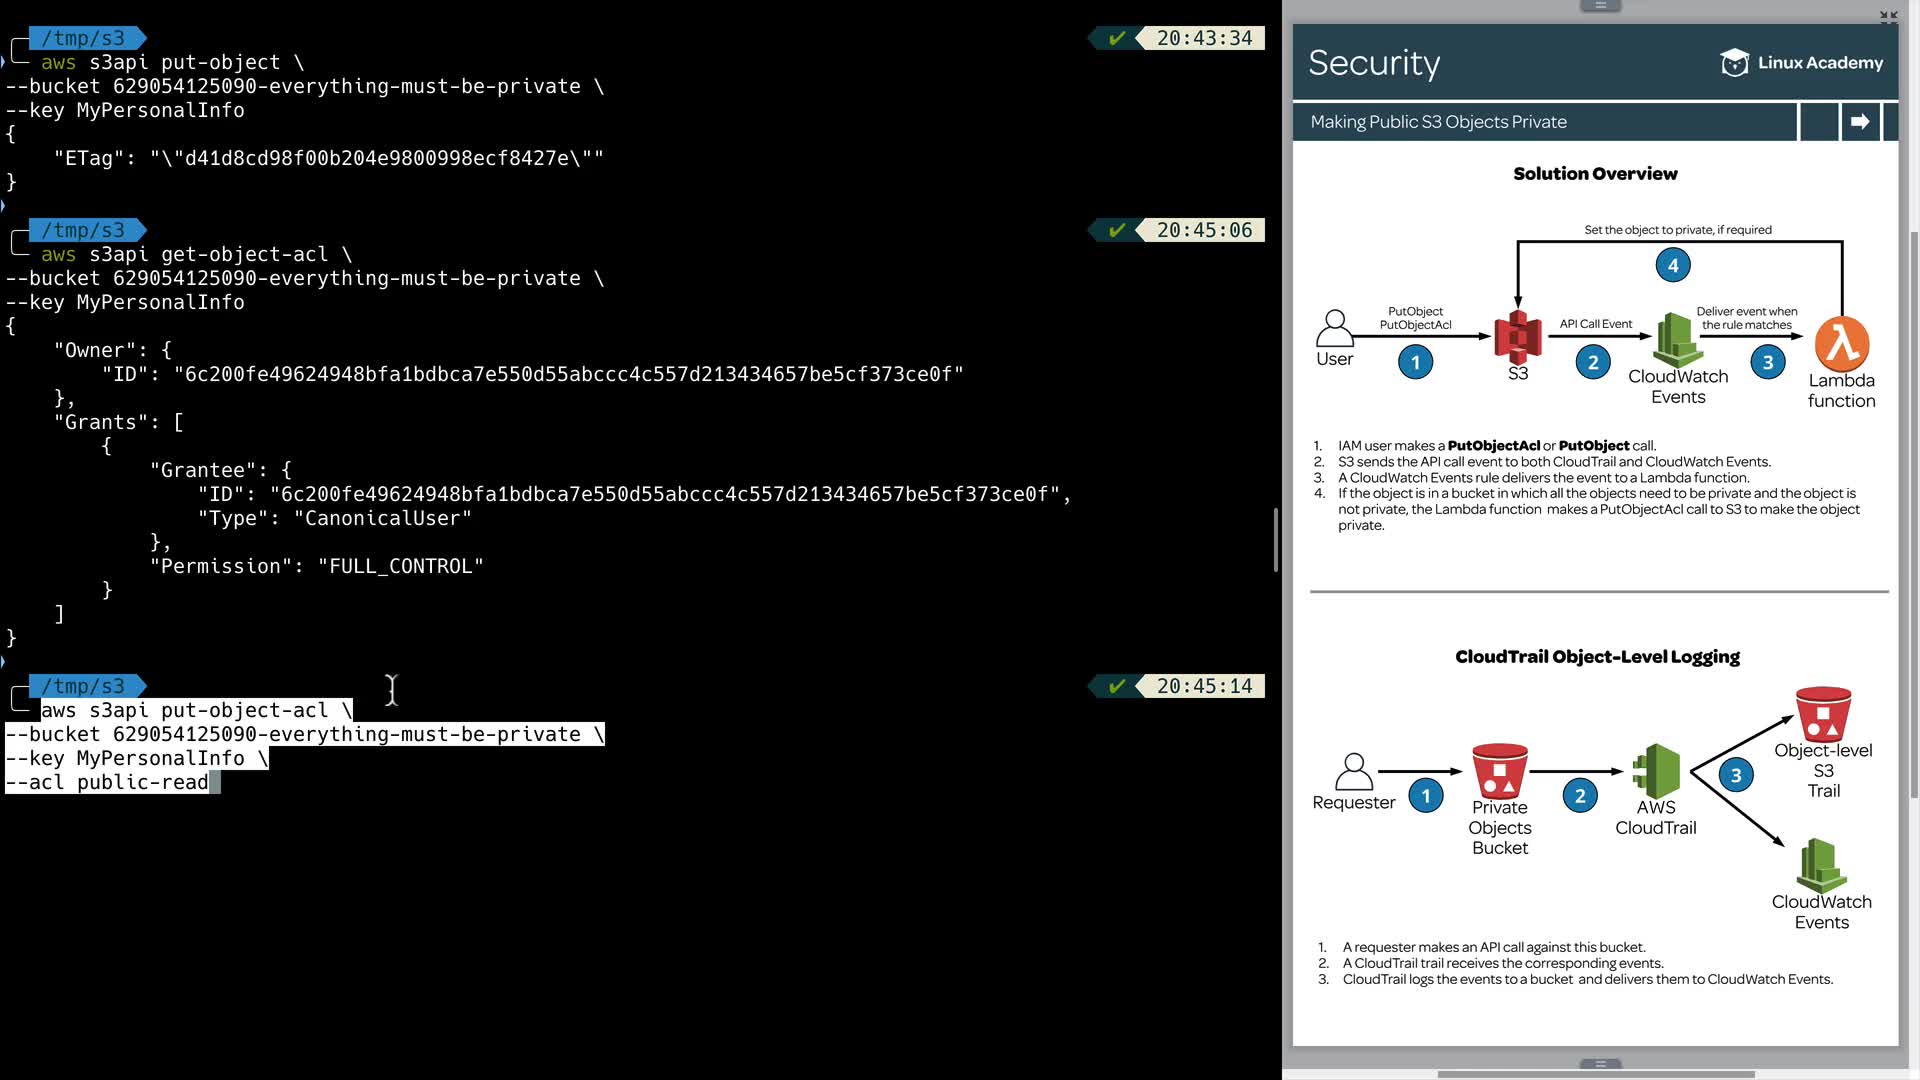 /tmp/s3 ✔ 20:43:34
aws s3api put-object \
--bucket 629054125090-everything-must-be-private \
--key MyPersonalInfo
{
    "ETag": "\"d41d8cd98f00b204e9800998ecf8427e\""
}
/tmp/s3 ✔ 20:45:06
aws s3api get-object-acl \
--bucket 629054125090-everything-must-be-private \
--key MyPersonalInfo
{
    "Owner": {
        "ID": "6c200fe49624948bfa1bdbca7e550d55abccc4c557d213434657be5cf373ce0f"
    },
    "Grants": [
        {
            "Grantee": {
                "ID": "6c200fe49624948bfa1bdbca7e550d55abccc4c557d213434657be5cf373ce0f",
                "Type": "CanonicalUser"
            },
            "Permission": "FULL_CONTROL"
        }
    ]
}
/tmp/s3 ✔ 20:45:14
aws s3api put-object-acl \
--bucket 629054125090-everything-must-be-private \
--key MyPersonalInfo \
--acl public-read
Security
Linux Academy
Making Public S3 Objects Private
Solution Overview
Set the object to private, if required
4
PutObject
PutObjectAcl
API Call Event
Deliver event when
the rule matches
User
1
S3
2
CloudWatch
Events
3
Lambda
function
1. IAM user makes a PutObjectAcl or PutObject call.
2. S3 sends the API call event to both CloudTrail and CloudWatch Events.
3. A CloudWatch Events rule delivers the event to a Lambda function.
4. If the object is in a bucket in which all the objects need to be private and the object is
not private, the Lambda function makes a PutObjectAcl call to S3 to make the object
private.
CloudTrail Object-Level Logging
Requester
1
Private
Objects
Bucket
2
AWS
CloudTrail
3
Object-level
S3
Trail
CloudWatch
Events
1. A requester makes an API call against this bucket.
2. A CloudTrail trail receives the corresponding events.
3. CloudTrail logs the events to a bucket and delivers them to CloudWatch Events.